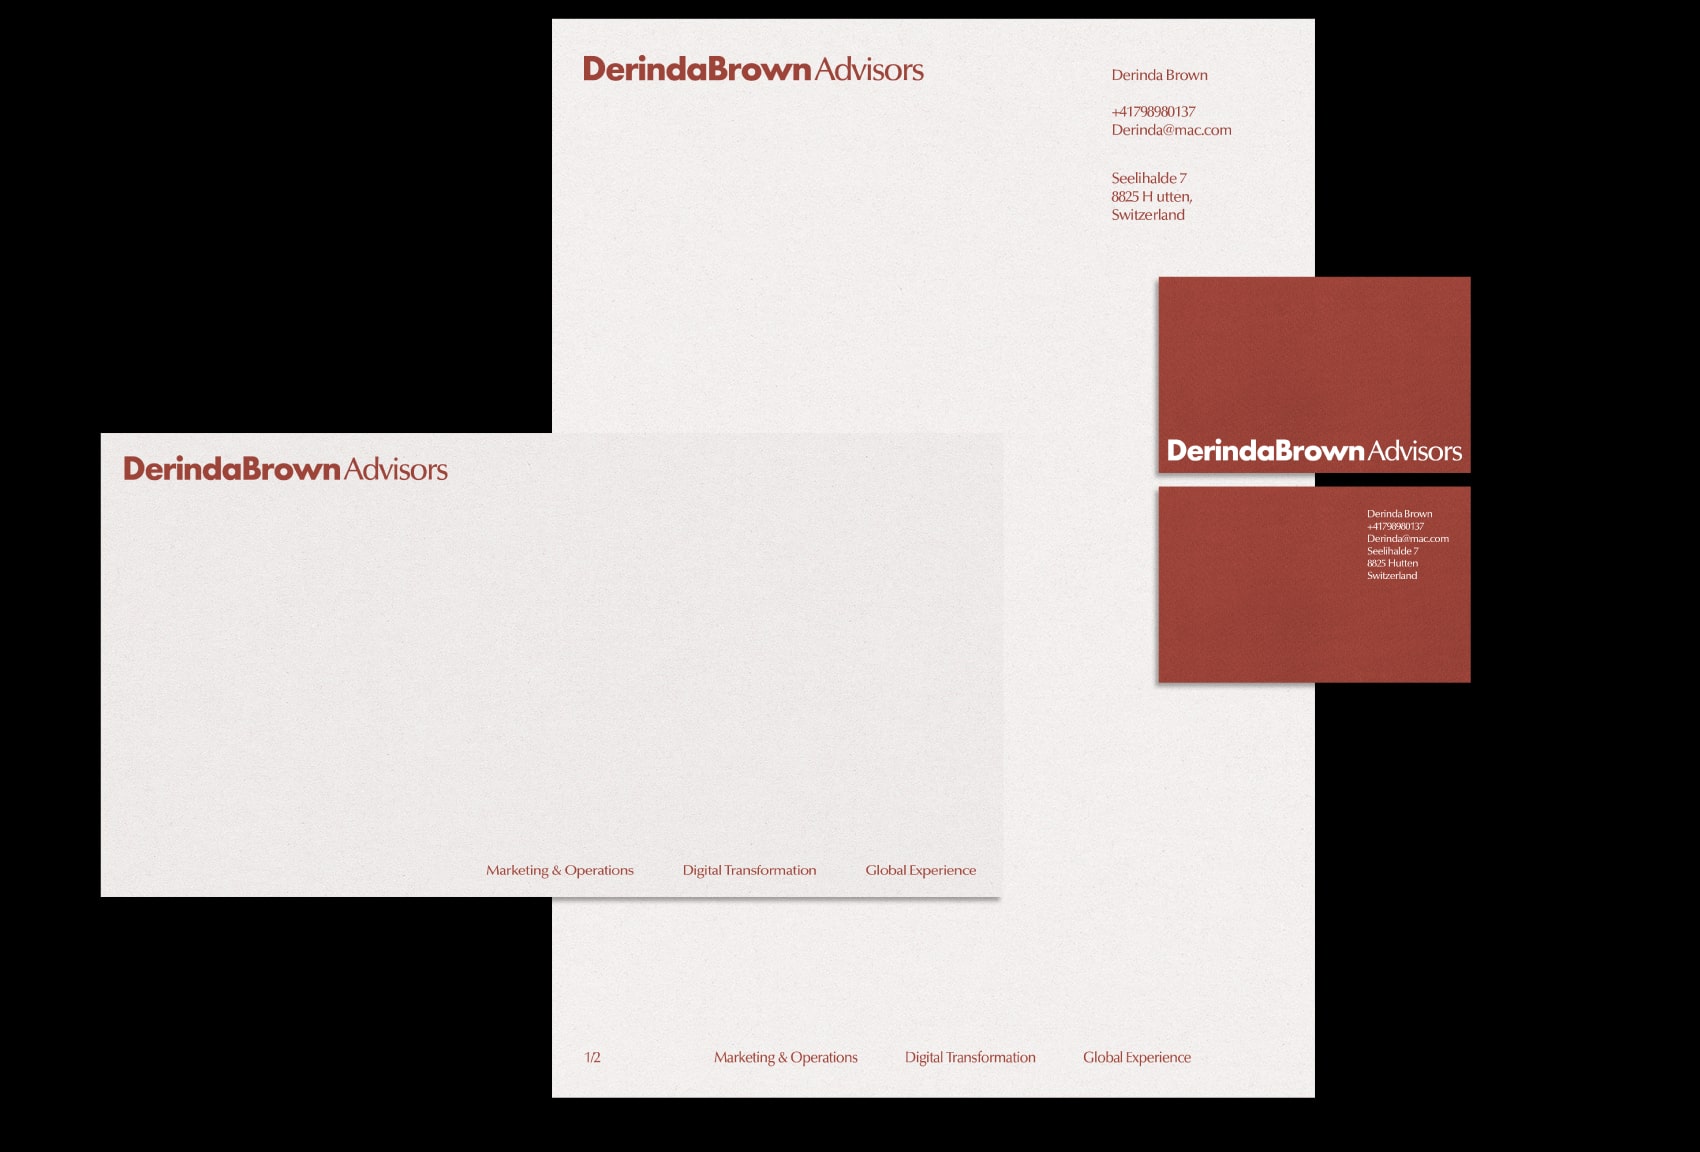 DerindaBrown Advisors
Derinda Brown
+41798980137
Derinda@mac.com
Seelihalde 7
8825 H utten,
Switzerland
DerindaBrown Advisors
Derinda Brown
+41798980137
Derinda@mac.com
Seelihalde 7
8825 Hutten
Switzerland
DerindaBrown Advisors
Marketing & Operations Digital Transformation Global Experience
1/2 Marketing & Operations Digital Transformation Global Experience